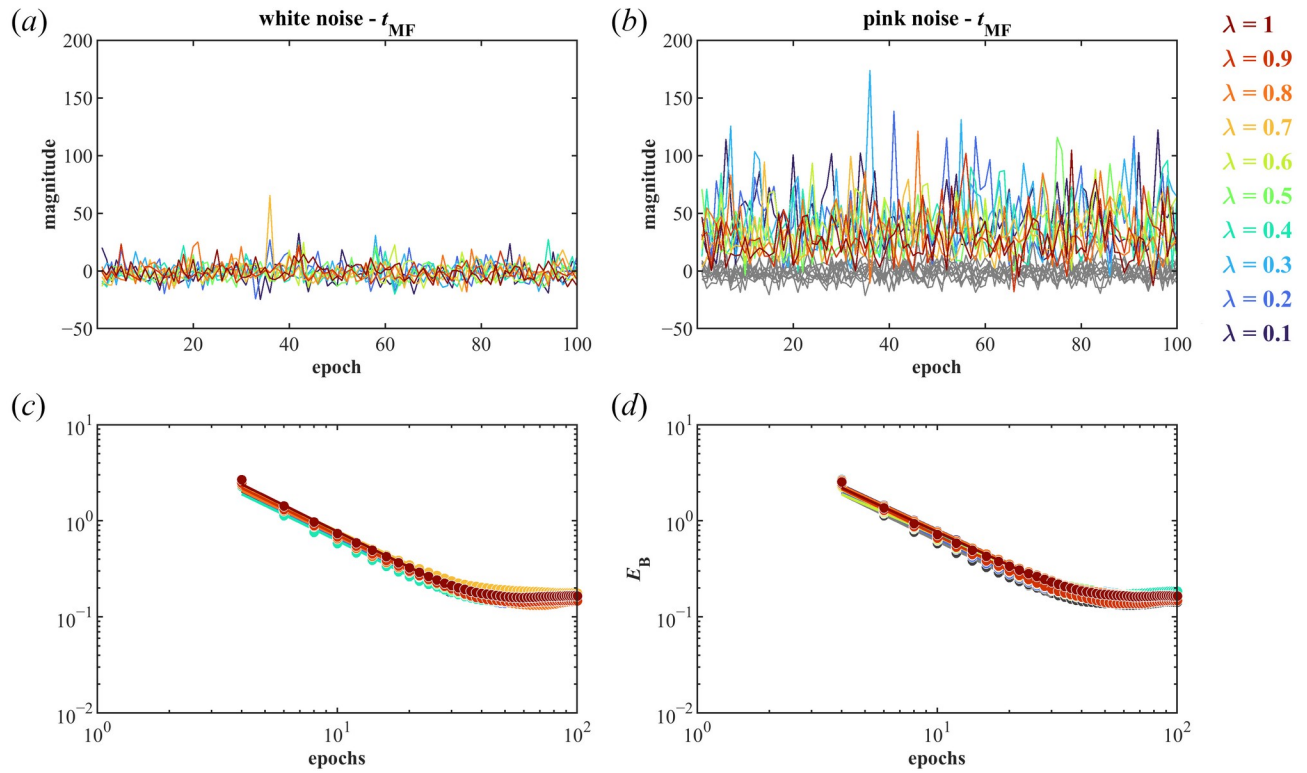 (a)
white noise - tMF
200
150
100
50
0
−50
magnitude
20
40
60
80
100
epoch
(b)
pink noise - tMF
200
150
100
50
0
−50
magnitude
20
40
60
80
100
epoch
λ = 1
λ = 0.9
λ = 0.8
λ = 0.7
λ = 0.6
λ = 0.5
λ = 0.4
λ = 0.3
λ = 0.2
λ = 0.1
(c)
10^1
10^0
10^−1
10^−2
10^0
10^1
10^2
epochs
(d)
10^1
10^0
10^−1
10^−2
EB
10^0
10^1
10^2
epochs